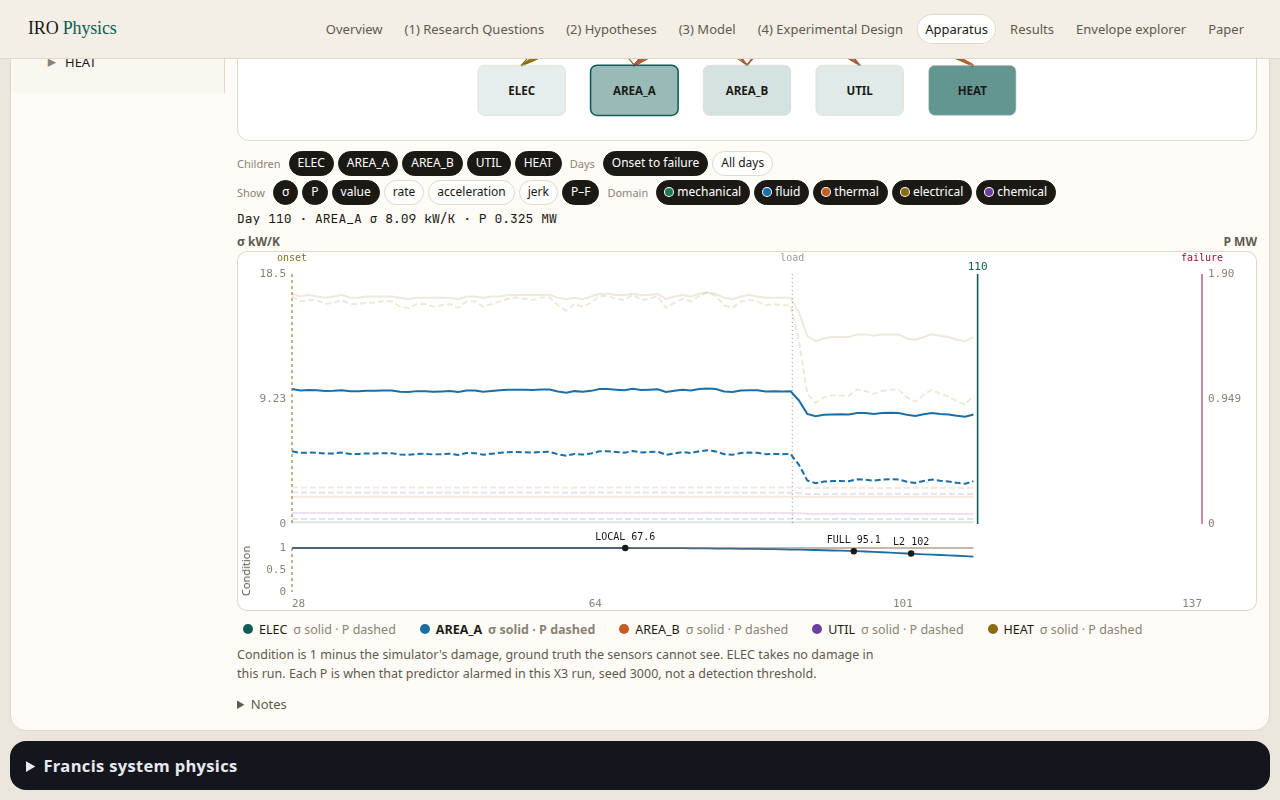 IRO Physics
Overview (1) Research Questions (2) Hypotheses (3) Model (4) Experimental Design Apparatus Results Envelope explorer Paper
▶ HEAT
ELEC AREA_A AREA_B UTIL HEAT
Children ELEC AREA_A AREA_B UTIL HEAT Days Onset to failure All days
Show σ P value rate acceleration jerk P–F Domain mechanical fluid thermal electrical chemical
Day 110 · AREA_A σ 8.09 kW/K · P 0.325 MW
σ kW/K P MW
onset load failure
110
18.5 1.90
9.23 0.949
0 0
LOCAL 67.6 FULL 95.1 L2 102
1
0.5
0
Condition
28 64 101 137
ELEC σ solid · P dashed AREA_A σ solid · P dashed AREA_B σ solid · P dashed UTIL σ solid · P dashed HEAT σ solid · P dashed
Condition is 1 minus the simulator's damage, ground truth the sensors cannot see. ELEC takes no damage in
this run. Each P is when that predictor alarmed in this X3 run, seed 3000, not a detection threshold.
▶ Notes
▶ Francis system physics